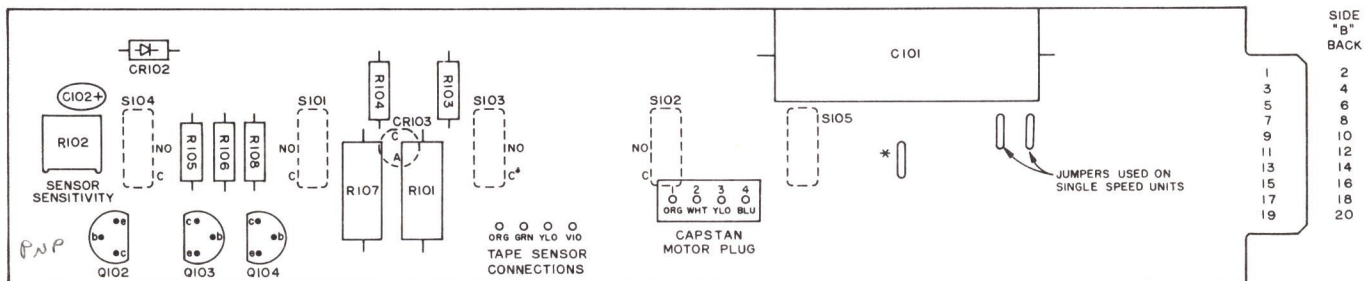 SIDE
"B"
BACK
C101
CR102
C102+
S104
S101
R104
R103
S103
S102
S105
CR103
C
A
R102
R105
R106
R108
NO
C
NO
C
NO
C*
NO
C
R107
R101
*
SENSOR
SENSITIVITY
1 2 3 4
ORG WHT YLO BLU
CAPSTAN
MOTOR PLUG
JUMPERS USED ON
SINGLE SPEED UNITS
e
b
c
c
b
e
c
b
e
PNP
Q102
Q103
Q104
ORG GRN YLO VIO
TAPE SENSOR
CONNECTIONS
1 2
3 4
5 6
7 8
9 10
11 12
13 14
15 16
17 18
19 20